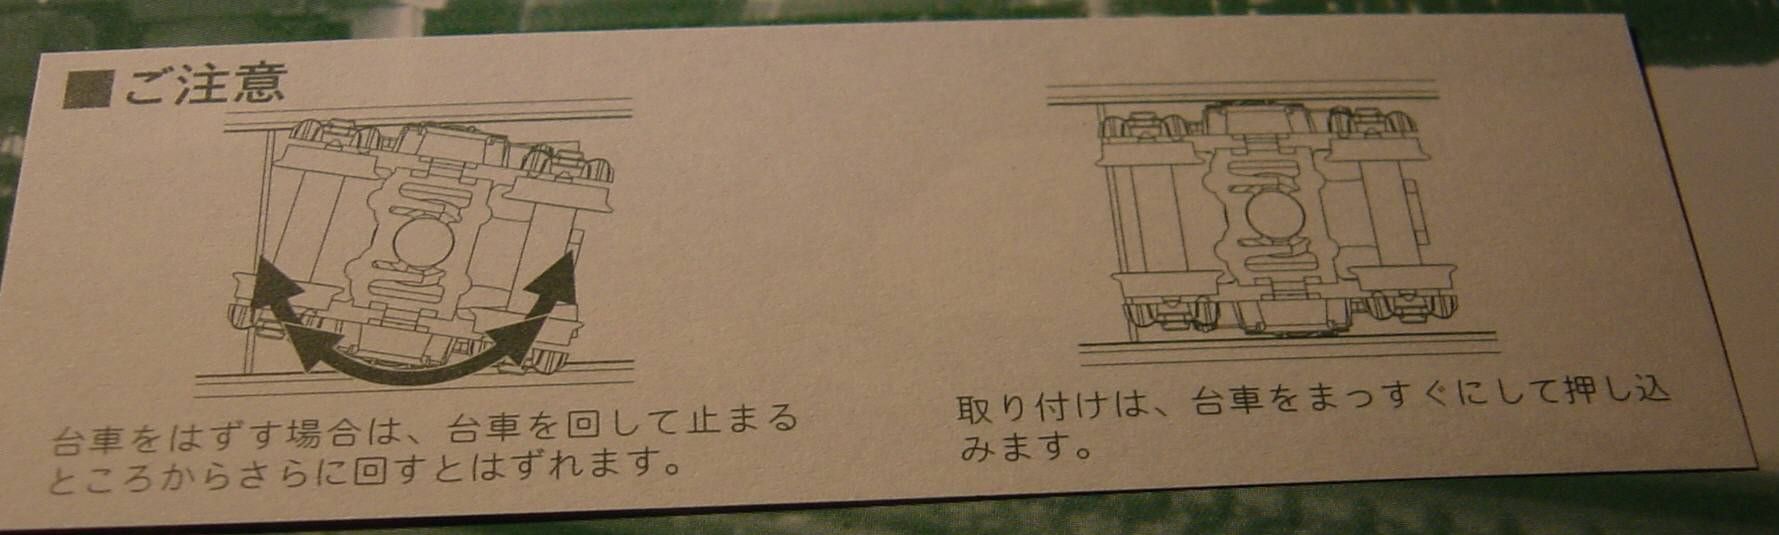 ■ご注意
台車をはずす場合は、台車を回して止まる
ところからさらに回すとはずれます。
取り付けは、台車をまっすぐにして押し込
みます。